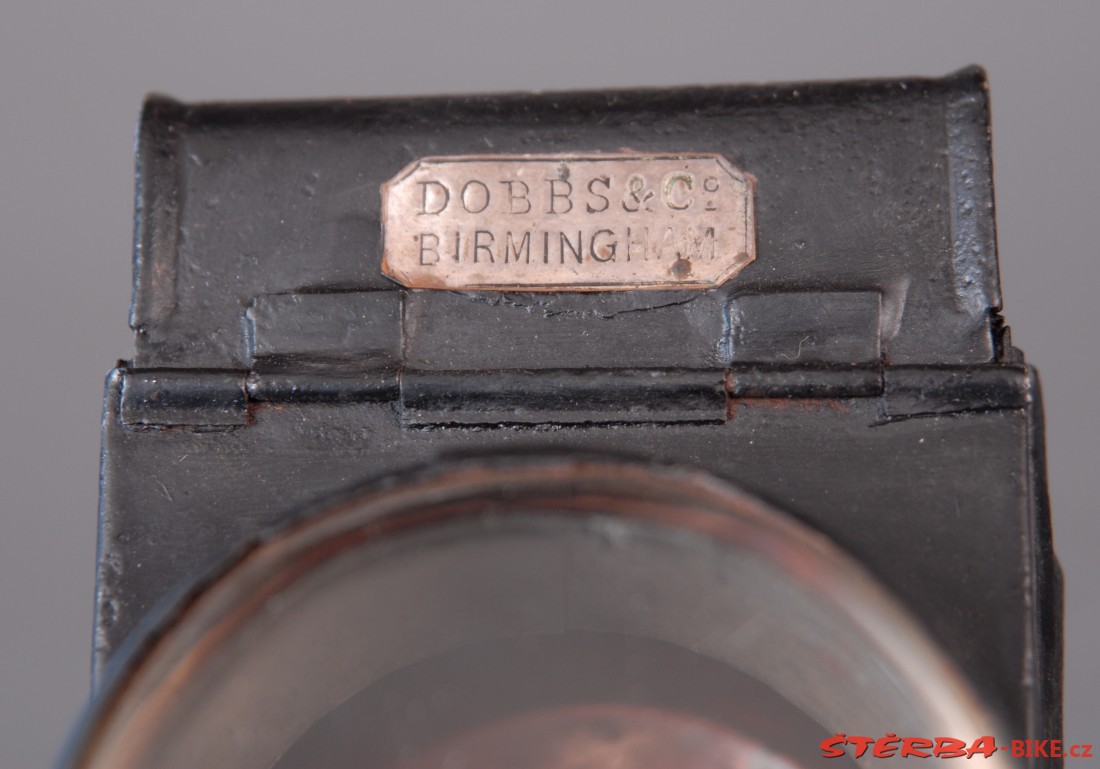 DOBBS & Cº
BIRMINGHAM
ŠTĚRBA-BIKE.cz